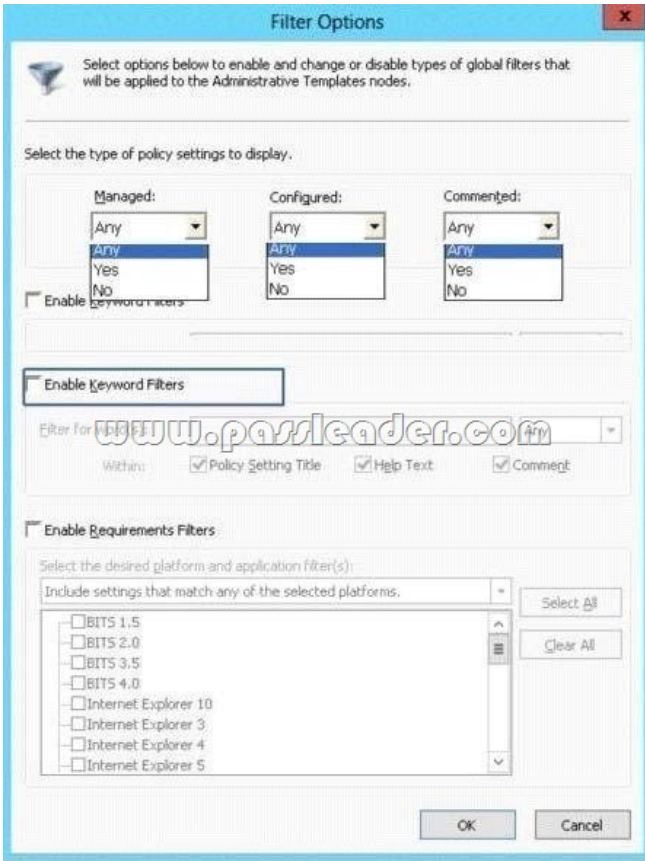 Filter Options
x
Select options below to enable and change or disable types of global filters that
will be applied to the Administrative Templates nodes.
Select the type of policy settings to display.
Managed: Configured: Commented:
Any Any Any
Any Any Any
Yes Yes Yes
No No No
Enable Keyword Filters
Enable Keyword Filters
Filter for word(s): Any
www.passleader.com
Within: Policy Setting Title Help Text Comment
Enable Requirements Filters
Select the desired platform and application filter(s):
Include settings that match any of the selected platforms.
Select All
BITS 1.5
BITS 2.0
Clear All
BITS 3.5
BITS 4.0
Internet Explorer 10
Internet Explorer 3
Internet Explorer 4
Internet Explorer 5
OK Cancel